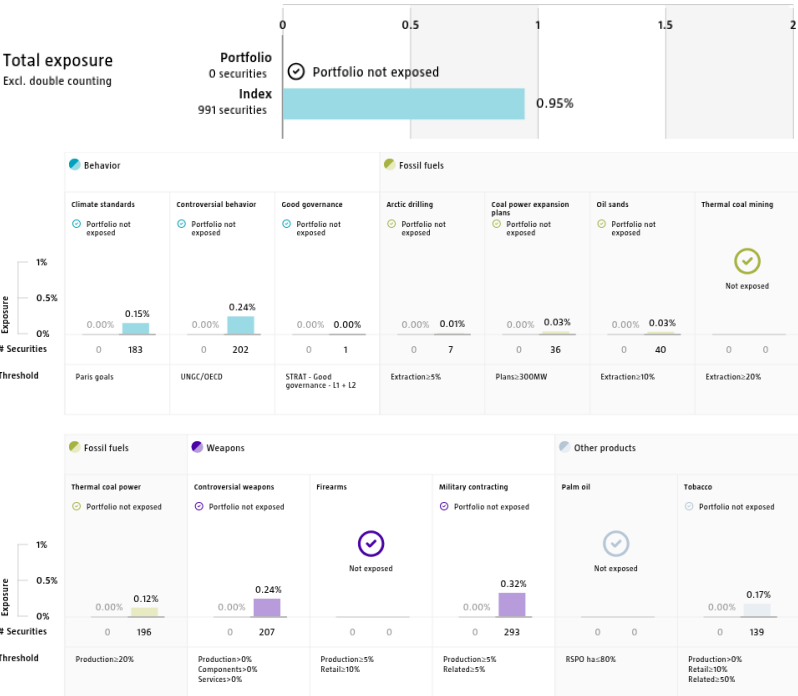 0 0.5 1 1.5 2
Total exposure
Excl. double counting
Portfolio
0 securities
Portfolio not exposed
Index
991 securities
0.95%
Behavior
Fossil fuels
Climate standards
Controversial behavior
Good governance
Arctic drilling
Coal power expansion
plans
Oil sands
Thermal coal mining
Portfolio not
exposed
Portfolio not
exposed
Portfolio not
exposed
Portfolio not
exposed
Portfolio not
exposed
Portfolio not
exposed
Not exposed
Exposure
1%
0.5%
0%
0.00% 0.15%
0.00% 0.24%
0.00% 0.00%
0.00% 0.01%
0.00% 0.03%
0.00% 0.03%
# Securities 0 183 0 202 0 1 0 7 0 36 0 40 0 0
Threshold
Paris goals
UNGC/OECD
STRAT - Good
governance - L1 + L2
Extraction≥5%
Plans≥300MW
Extraction≥10%
Extraction≥20%
Fossil fuels
Weapons
Other products
Thermal coal power
Controversial weapons
Firearms
Military contracting
Palm oil
Tobacco
Portfolio not exposed
Portfolio not exposed
Not exposed
Portfolio not exposed
Not exposed
Portfolio not exposed
Exposure
1%
0.5%
0%
0.00% 0.12%
0.00% 0.24%
0.00% 0.32%
0.00% 0.17%
# Securities 0 196 0 207 0 0 0 293 0 0 0 139
Threshold
Production≥20%
Production>0%
Components>0%
Services>0%
Production≥5%
Retail≥10%
Production≥5%
Related≥5%
RSPO ha≤80%
Production>0%
Retail≥10%
Related≥50%